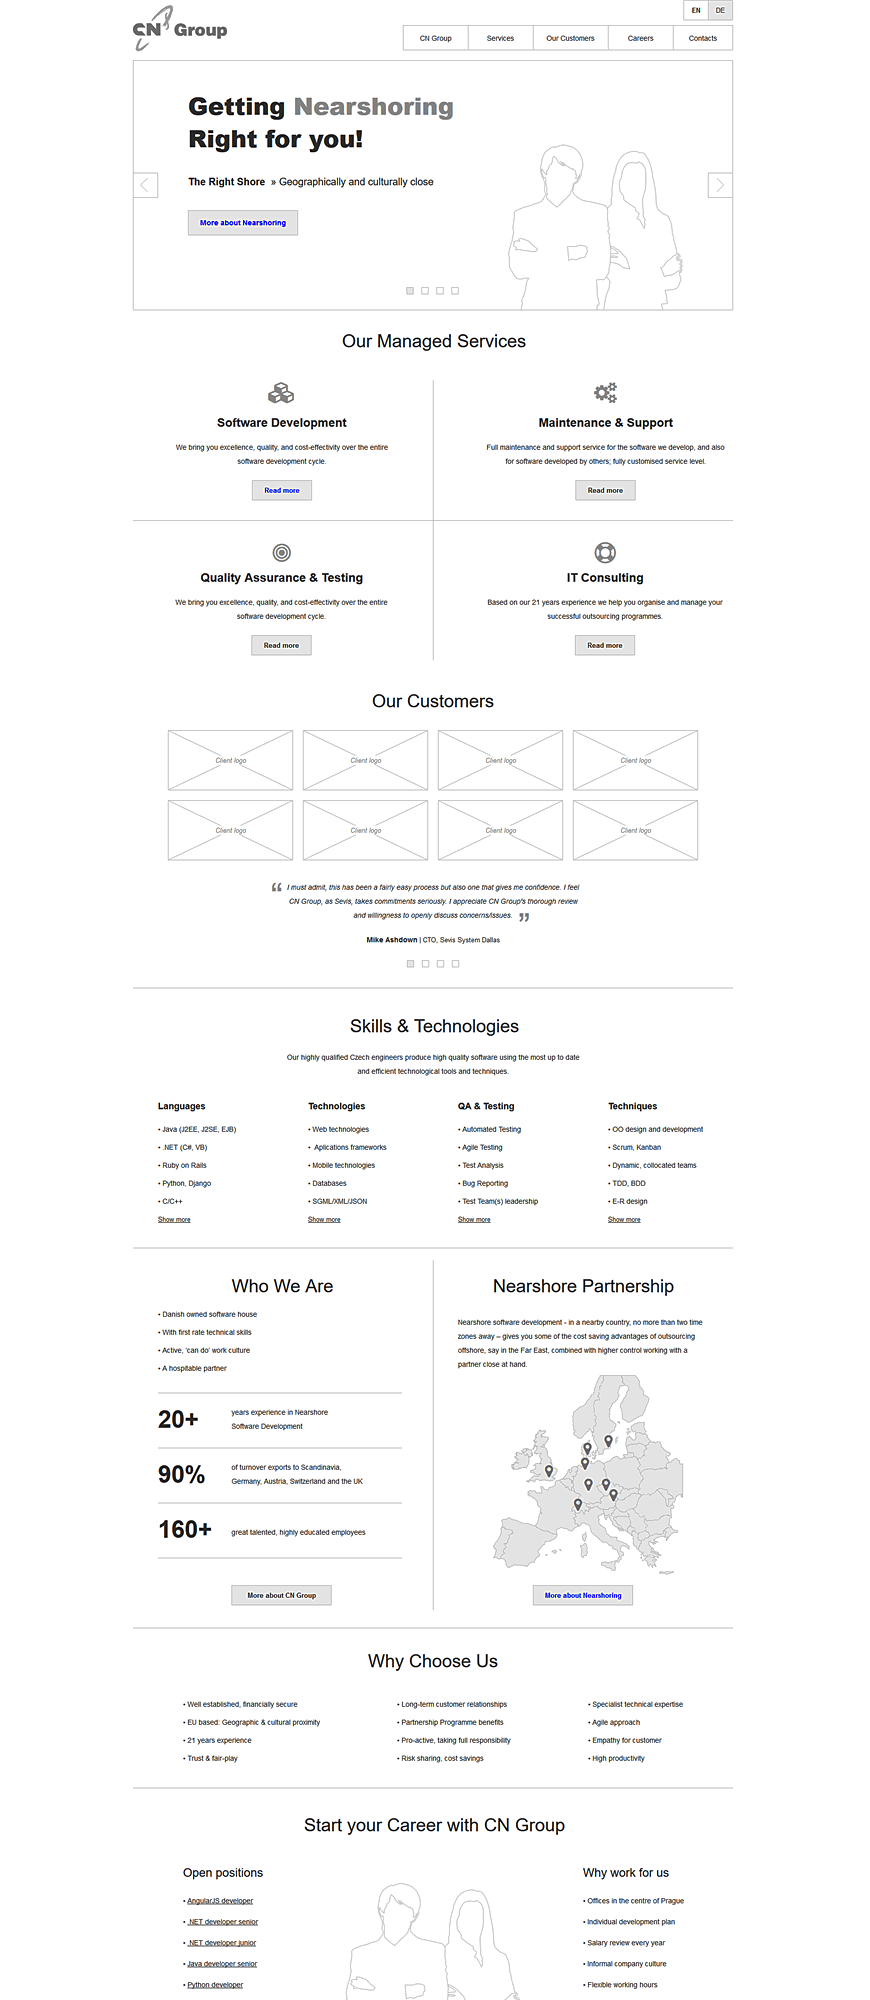 EN DE
CN Group
CN Group Services Our Customers Careers Contacts
Getting Nearshoring
Right for you!
The Right Shore » Geographically and culturally close
More about Nearshoring
Our Managed Services
Software Development
We bring you excellence, quality, and cost-effectivity over the entire
software development cycle.
Read more
Maintenance & Support
Full maintenance and support service for the software we develop, and also
for software developed by others; fully customised service level.
Read more
Quality Assurance & Testing
We bring you excellence, quality, and cost-effectivity over the entire
software development cycle.
Read more
IT Consulting
Based on our 21 years experience we help you organise and manage your
successful outsourcing programmes.
Read more
Our Customers
Client logo Client logo Client logo Client logo
Client logo Client logo Client logo Client logo
“ I must admit, this has been a fairly easy process but also one that gives me confidence. I feel
CN Group, as Sevis, takes commitments seriously. I appreciate CN Group's thorough review
and willingness to openly discuss concerns/issues. ”
Mike Ashdown | CTO, Sevis System Dallas
Skills & Technologies
Our highly qualified Czech engineers produce high quality software using the most up to date
and efficient technological tools and techniques.
Languages
• Java (J2EE, J2SE, EJB)
• .NET (C#, VB)
• Ruby on Rails
• Python, Django
• C/C++
Show more
Technologies
• Web technologies
• Aplications frameworks
• Mobile technologies
• Databases
• SGML/XML/JSON
Show more
QA & Testing
• Automated Testing
• Agile Testing
• Test Analysis
• Bug Reporting
• Test Team(s) leadership
Show more
Techniques
• OO design and development
• Scrum, Kanban
• Dynamic, collocated teams
• TDD, BDD
• E-R design
Show more
Who We Are
• Danish owned software house
• With first rate technical skills
• Active, 'can do' work culture
• A hospitable partner
20+ years experience in Nearshore
Software Development
90% of turnover exports to Scandinavia,
Germany, Austria, Switzerland and the UK
160+ great talented, highly educated employees
More about CN Group
Nearshore Partnership
Nearshore software development - in a nearby country, no more than two time
zones away – gives you some of the cost saving advantages of outsourcing
offshore, say in the Far East, combined with higher control working with a
partner close at hand.
More about Nearshoring
Why Choose Us
• Well established, financially secure
• EU based: Geographic & cultural proximity
• 21 years experience
• Trust & fair-play
• Long-term customer relationships
• Partnership Programme benefits
• Pro-active, taking full responsibility
• Risk sharing, cost savings
• Specialist technical expertise
• Agile approach
• Empathy for customer
• High productivity
Start your Career with CN Group
Open positions
• AngularJS developer
• .NET developer senior
• .NET developer junior
• Java developer senior
• Python developer
Why work for us
• Offices in the centre of Prague
• Individual development plan
• Salary review every year
• Informal company culture
• Flexible working hours